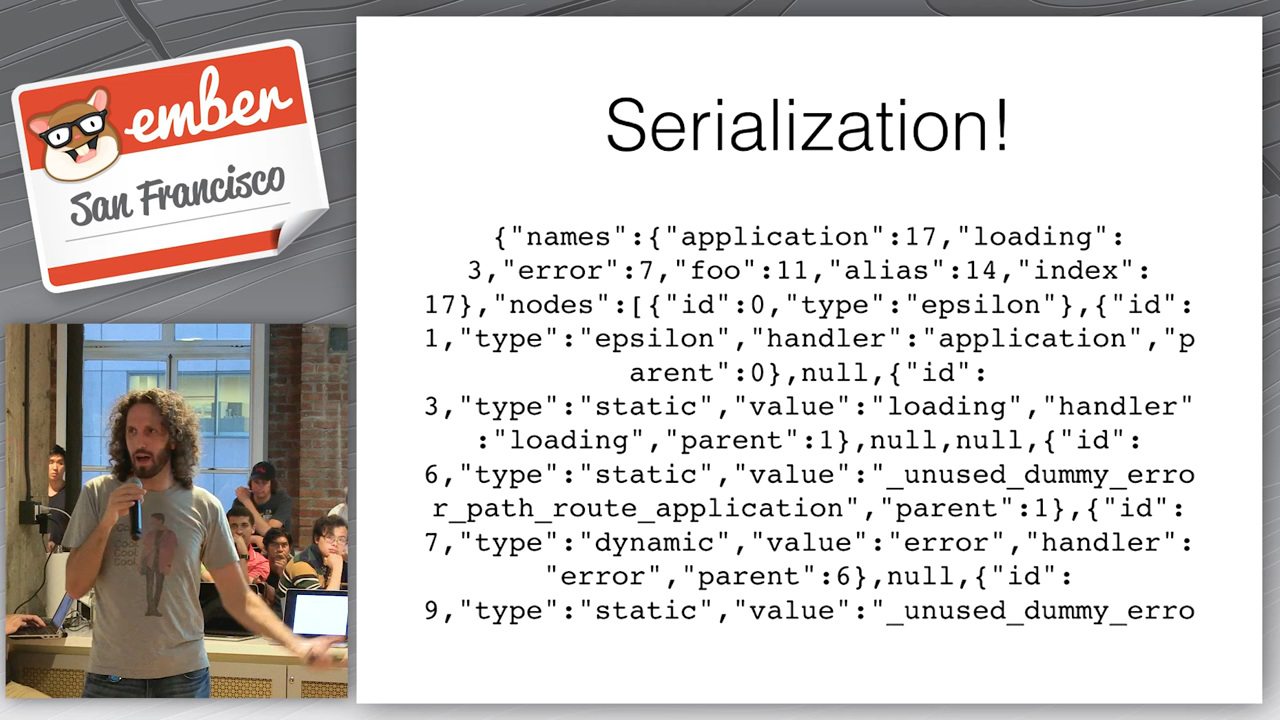 ember
San Francisco
Serialization!
{"names":{"application":17,"loading":
3,"error":7,"foo":11,"alias":14,"index":
17},"nodes":[{"id":0,"type":"epsilon"},{"id":
1,"type":"epsilon","handler":"application","p
arent":0},null,{"id":
3,"type":"static","value":"loading","handler"
:"loading","parent":1},null,null,{"id":
6,"type":"static","value":"_unused_dummy_erro
r_path_route_application","parent":1},{"id":
7,"type":"dynamic","value":"error","handler":
"error","parent":6},null,{"id":
9,"type":"static","value":"_unused_dummy_erro
Cool.
Cool.